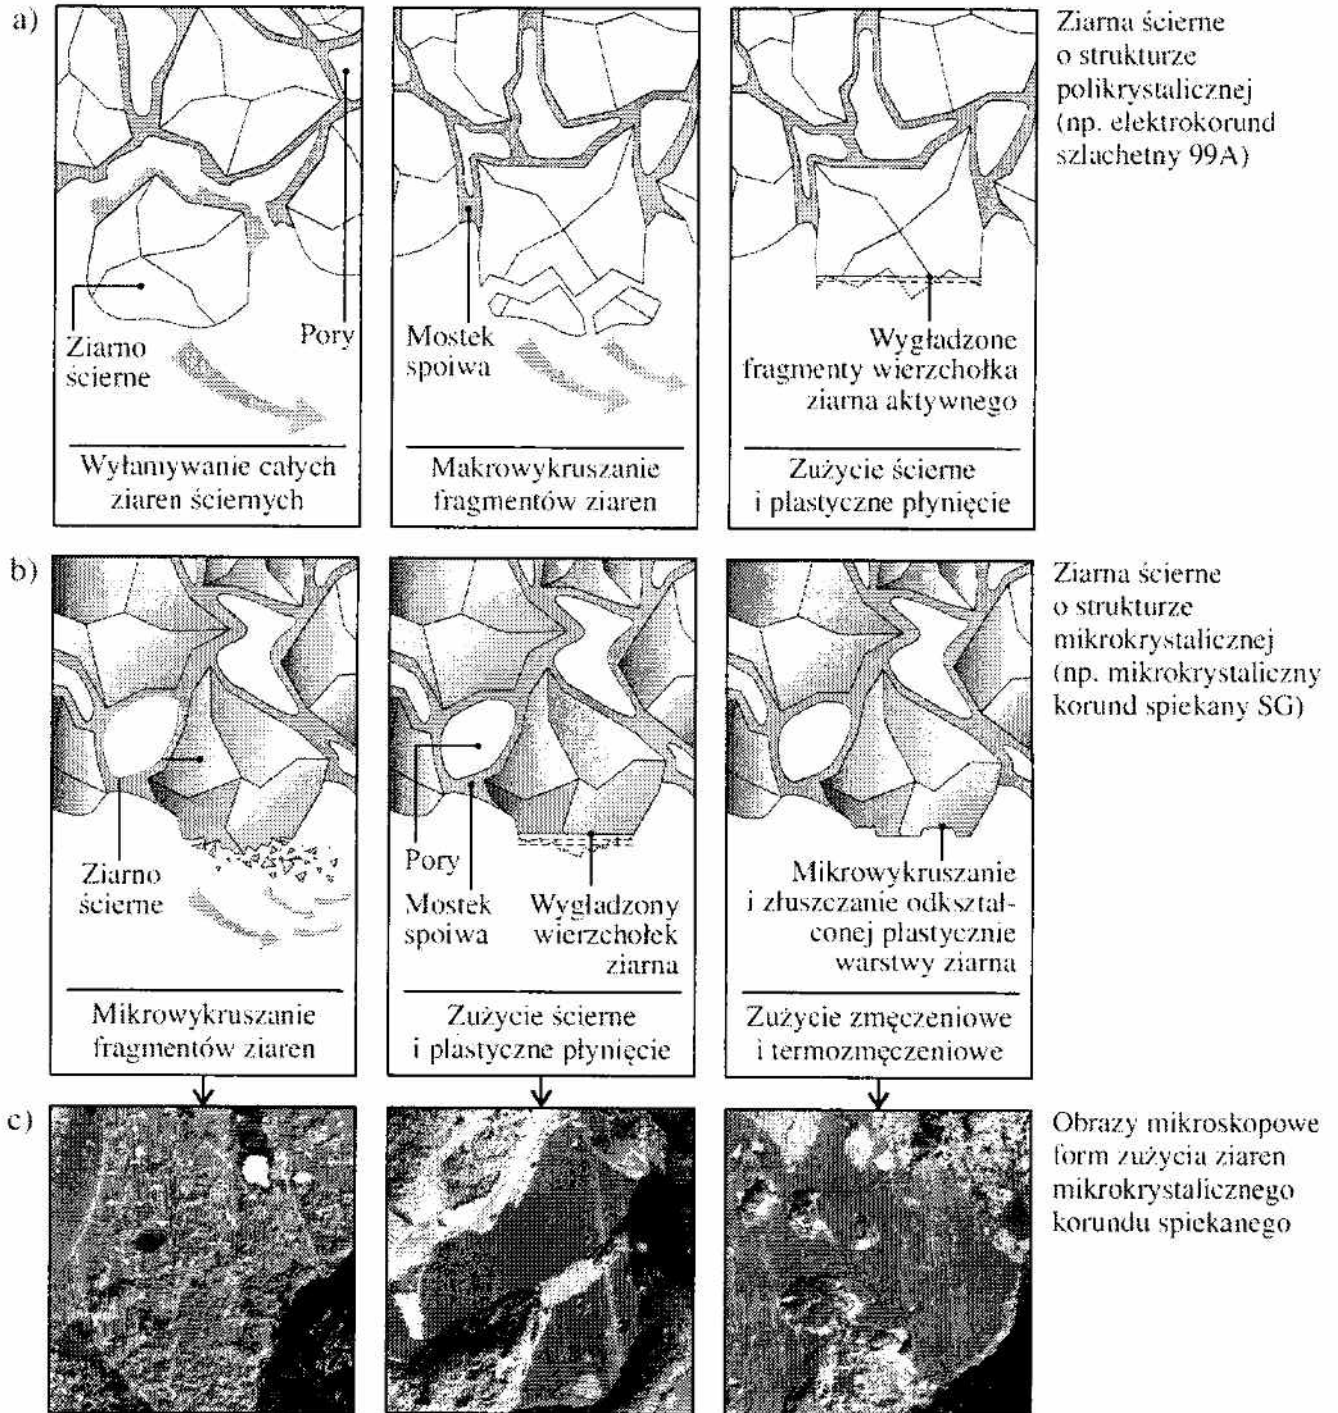 a)
Ziarno
ścierne
Pory
Wyłamywanie całych
ziaren ściernych
Mostek
spoiwa
Makrowykruszanie
fragmentów ziaren
Wygładzone
fragmenty wierzchołka
ziarna aktywnego
Zużycie ścierne
i plastyczne płynięcie
Ziarna ścierne
o strukturze
polikrystalicznej
(np. elektrokorund
szlachetny 99A)
b)
Ziarno
ścierne
Mikrowykruszanie
fragmentów ziaren
Pory
Mostek
spoiwa
Wygładzony
wierzchołek
ziarna
Zużycie ścierne
i plastyczne płynięcie
Mikrowykruszanie
i złuszczanie odkształ-
conej plastycznie
warstwy ziarna
Zużycie zmęczeniowe
i termozmęczeniowe
Ziarna ścierne
o strukturze
mikrokrystalicznej
(np. mikrokrystaliczny
korund spiekany SG)
c)
Obrazy mikroskopowe
form zużycia ziaren
mikrokrystalicznego
korundu spiekanego